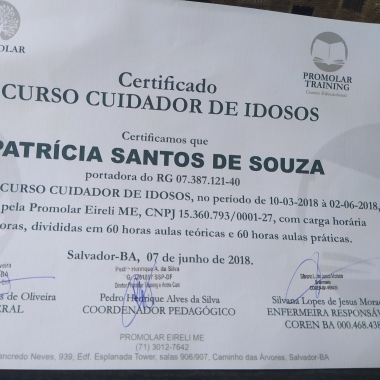 OLAR
PROMOLAR
TRAINING
Certificado
CURSO CUIDADOR DE IDOSOS
Certificamos que
PATRÍCIA SANTOS DE SOUZA
portadora do RG 07.387.121-40
CURSO CUIDADOR DE IDOSOS, no período de 10-03-2018 à 02-06-2018,
pela Promolar Eireli ME, CNPJ 15.360.793/0001-27, com carga horária
oras, divididas em 60 horas aulas teóricas e 60 horas aulas práticas.
Salvador-BA, 07 de junho de 2018.
Henrique A. da Silva
s de Oliveira
Pedro Henrique Alves da Silva
Silvana Lopes de Jesus Mora
ERAL
COORDENADOR PEDAGÓGICO
ENFERMEIRA RESPONSÁV
COREN BA 000.468.438
PROMOLAR EIRELI ME
(71) 3012-7642
ancredo Neves, 939, Edf. Esplanada Tower, salas 906/907, Caminho das Árvores, Salvador-BA